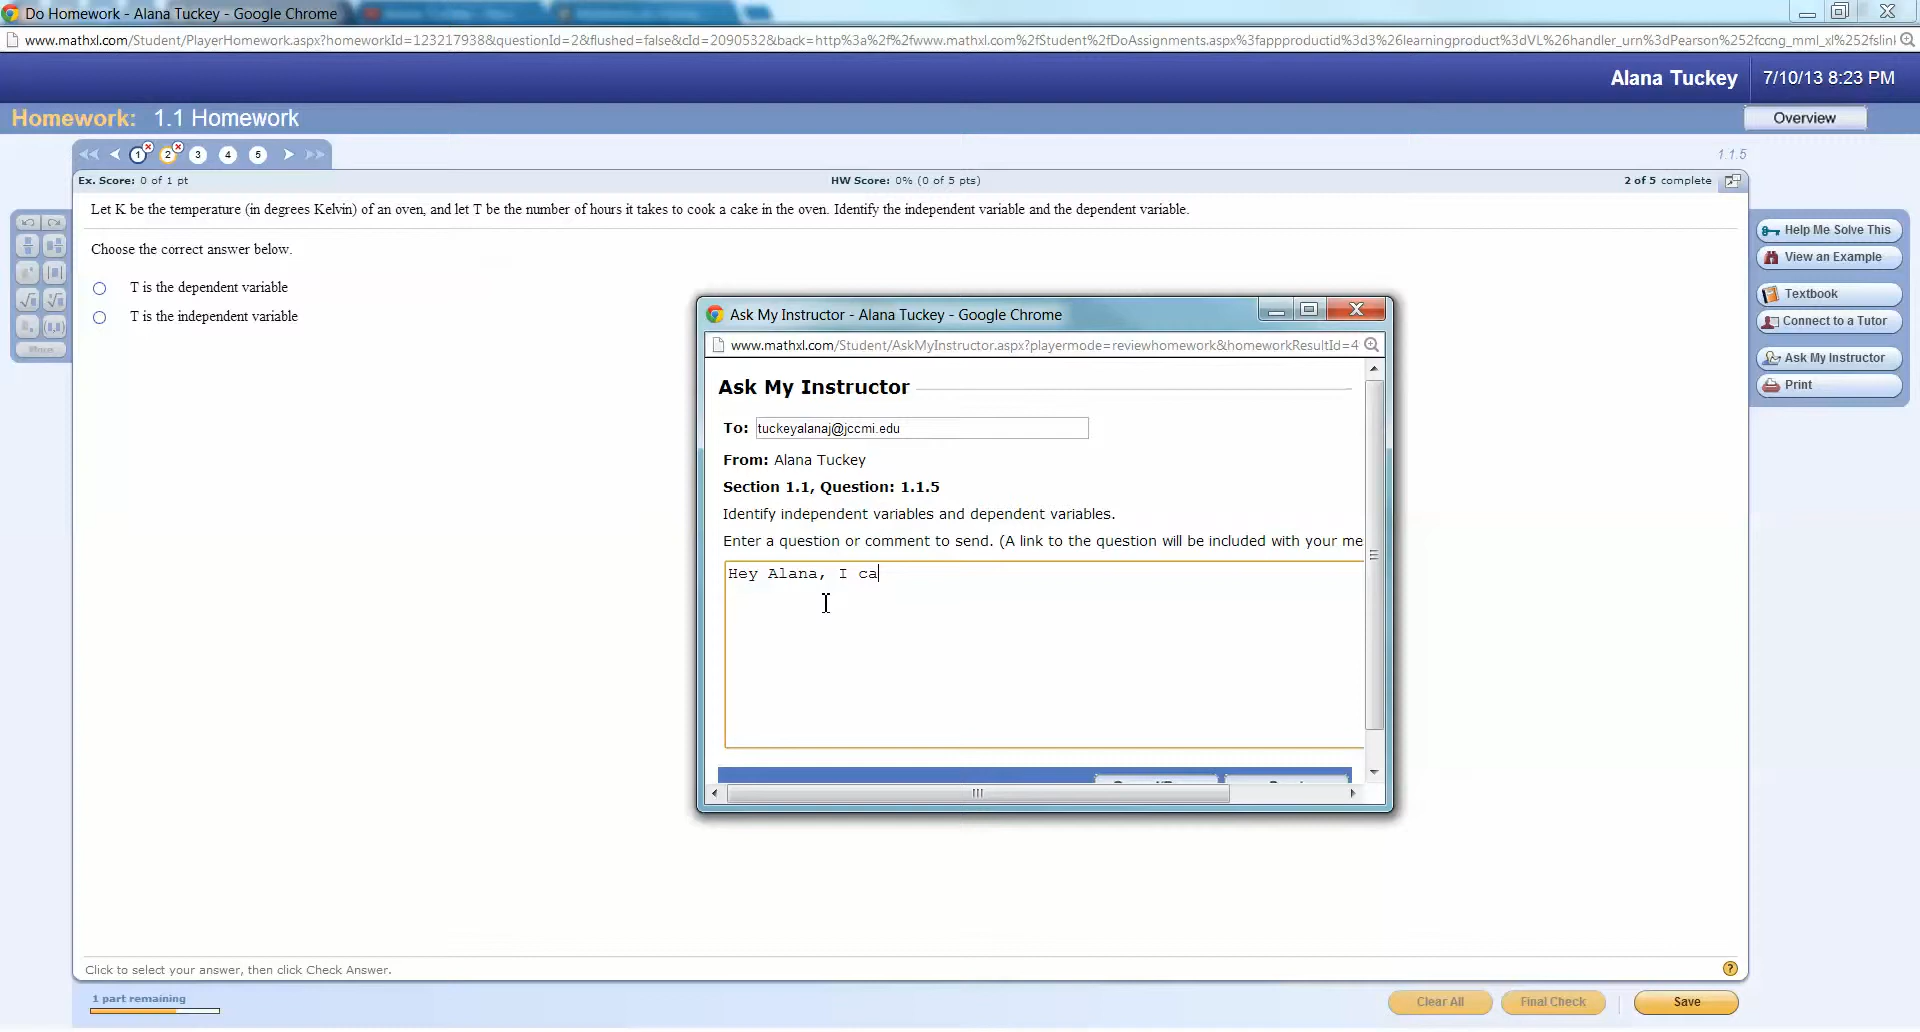 Do Homework - Alana Tuckey - Google Chrome
www.mathxl.com/Student/PlayerHomework.aspx?homeworkId=123217938&questionId=2&flushed=false&cId=2090532&back=http%3a%2f%2fwww.mathxl.com%2fStudent%2fDoAssignments.aspx%3fappproductid%3d3%26learningproduct%3dVL%26handler_urn%3dPearson%252fccng_mml_xl%252fslinl
Alana Tuckey 7/10/13 8:23 PM
Homework: 1.1 Homework
Overview
1 2 3 4 5
1.1.5
Ex. Score: 0 of 1 pt HW Score: 0% (0 of 5 pts) 2 of 5 complete
Let K be the temperature (in degrees Kelvin) of an oven, and let T be the number of hours it takes to cook a cake in the oven. Identify the independent variable and the dependent variable.
Choose the correct answer below.
T is the dependent variable
T is the independent variable
More
Help Me Solve This
View an Example
Textbook
Connect to a Tutor
Ask My Instructor
Print
Ask My Instructor - Alana Tuckey - Google Chrome
www.mathxl.com/Student/AskMyInstructor.aspx?playermode=reviewhomework&homeworkResultId=4
Ask My Instructor
To: tuckeyalanaj@jccmi.edu
From: Alana Tuckey
Section 1.1, Question: 1.1.5
Identify independent variables and dependent variables.
Enter a question or comment to send. (A link to the question will be included with your me
Hey Alana, I ca
Click to select your answer, then click Check Answer.
?
1 part remaining
Clear All
Final Check
Save